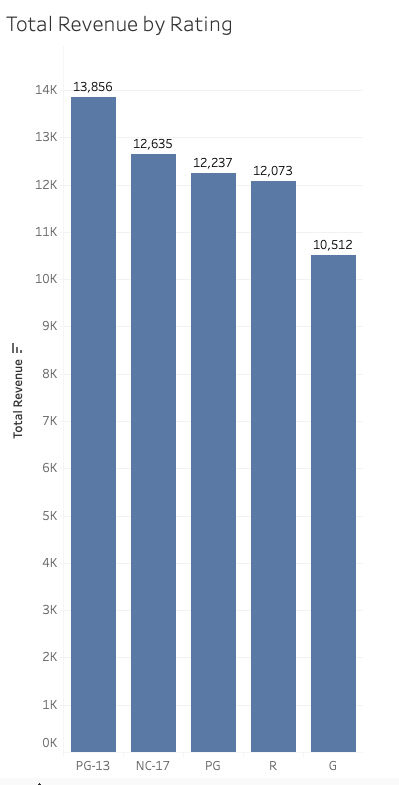 Total Revenue by Rating
14K
13K
12K
11K
10K
9K
8K
7K
6K
5K
4K
3K
2K
1K
0K
Total Revenue
13,856
12,635
12,237
12,073
10,512
PG-13 NC-17 PG R G